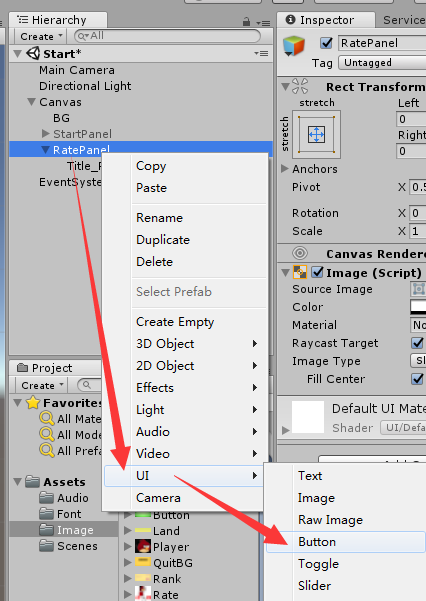 Hierarchy
Create
All
Start*
Main Camera
Directional Light
Canvas
BG
StartPanel
RatePanel
Title_
EventSyste
Copy
Paste
Rename
Duplicate
Delete
Select Prefab
Create Empty
3D Object
2D Object
Effects
Light
Audio
Video
UI
Camera
Text
Image
Raw Image
Button
Toggle
Slider
Project
Create
Favorites
All Mate
All Mode
All Prefa
Assets
Audio
Font
Image
Scenes
Button
Land
Player
QuitBG
Rank
Rate
Inspector
Service
RatePanel
Tag
Untagged
Rect Transform
stretch
stretch
Left
0
Right
0
Anchors
Pivot
X 0.5
Rotation
X 0
Scale
X 1
Canvas Rendere
Image (Script)
Source Image
Color
Material
No
Raycast Target
Image Type
Sl
Fill Center
Default UI Mate
Shader
UI/Defa